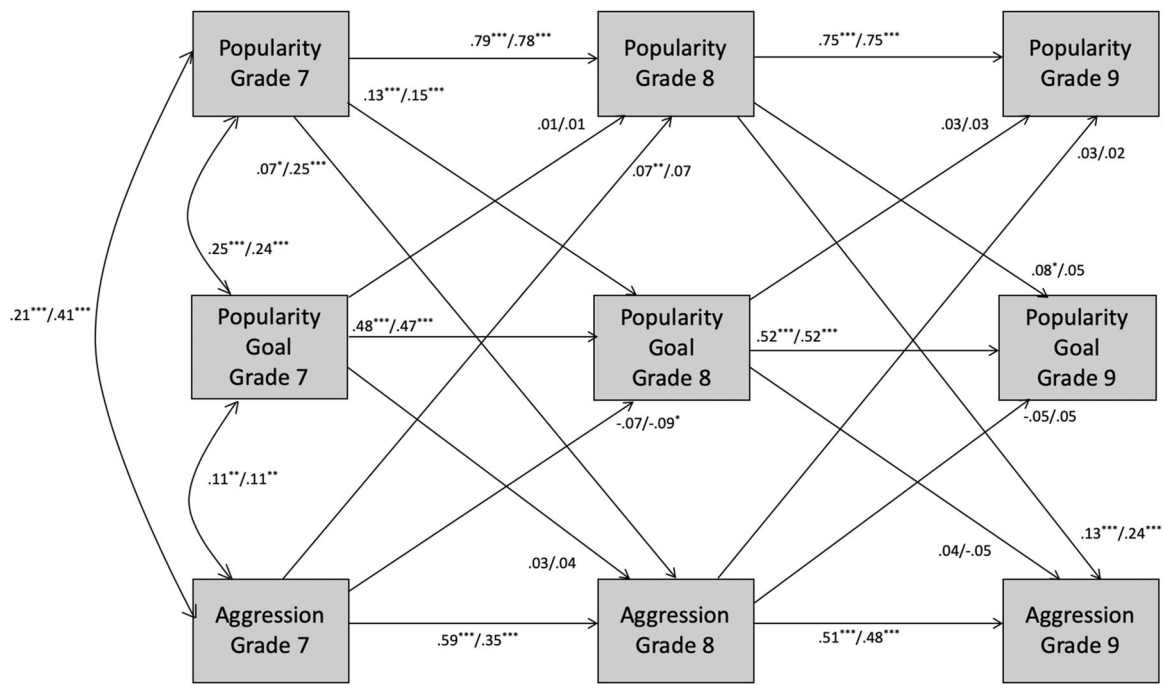 Popularity
Grade 7
.79***/.78***
Popularity
Grade 8
.75***/.75***
Popularity
Grade 9
.13***/.15***
.01/.01
.03/.03
.07*/.25***
.07**/.07
.03/.02
.25***/.24***
.08*/.05
.21***/.41***
Popularity
Goal
Grade 7
.48***/.47***
Popularity
Goal
Grade 8
.52***/.52***
Popularity
Goal
Grade 9
-.07/-.09*
-.05/.05
.11**/.11**
.03/.04
.04/-.05
.13***/.24***
Aggression
Grade 7
.59***/.35***
Aggression
Grade 8
.51***/.48***
Aggression
Grade 9